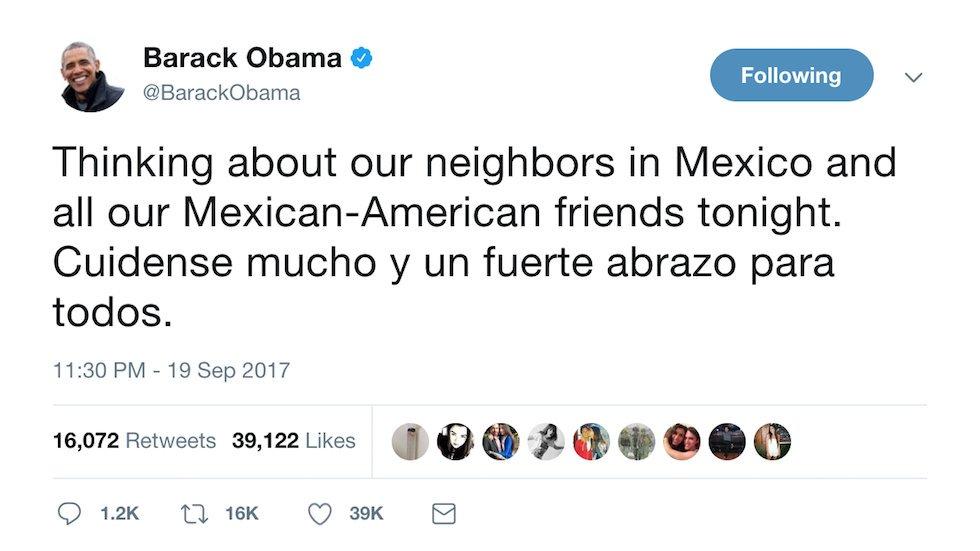 Barack Obama
@BarackObama
Following
Thinking about our neighbors in Mexico and
all our Mexican-American friends tonight.
Cuidense mucho y un fuerte abrazo para
todos.
11:30 PM - 19 Sep 2017
16,072 Retweets 39,122 Likes
1.2K 16K 39K